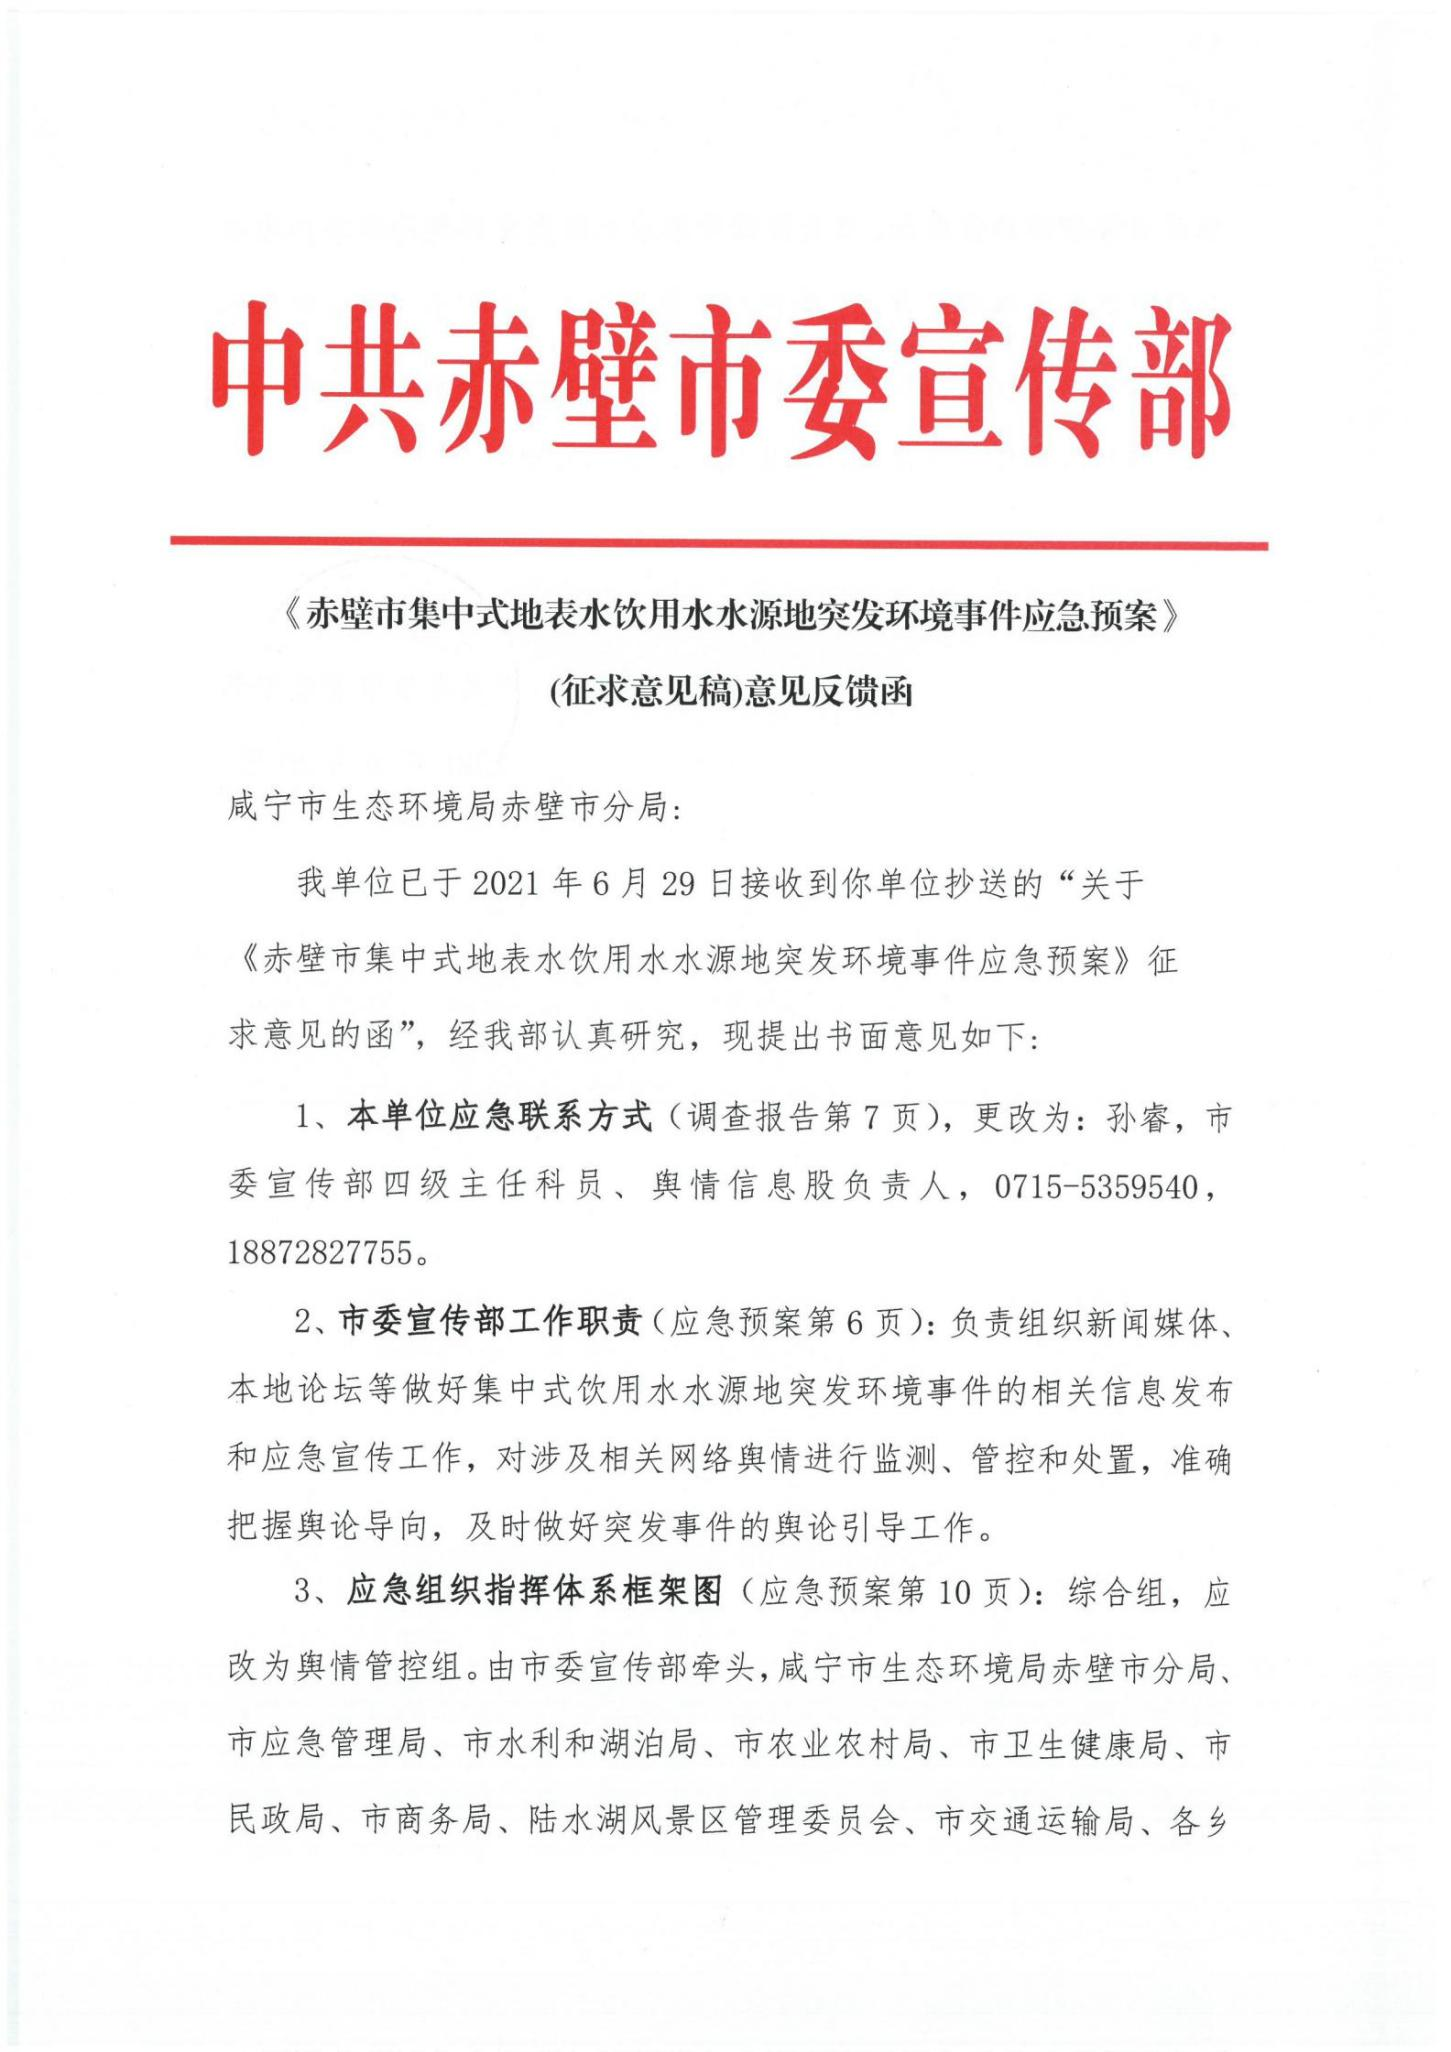 中共赤壁市委宣传部
《赤壁市集中式地表水饮用水水源地突发环境事件应急预案》
(征求意见稿)意见反馈函
咸宁市生态环境局赤壁市分局:
我单位已于 2021 年 6 月 29 日接收到你单位抄送的“关于
《赤壁市集中式地表水饮用水水源地突发环境事件应急预案》征
求意见的函”，经我部认真研究，现提出书面意见如下:
1、本单位应急联系方式（调查报告第 7 页），更改为：孙睿，市
委宣传部四级主任科员、舆情信息股负责人，0715-5359540，
18872827755。
2、市委宣传部工作职责（应急预案第 6 页）：负责组织新闻媒体、
本地论坛等做好集中式饮用水水源地突发环境事件的相关信息发布
和应急宣传工作，对涉及相关网络舆情进行监测、管控和处置，准确
把握舆论导向，及时做好突发事件的舆论引导工作。
3、应急组织指挥体系框架图（应急预案第 10 页）：综合组，应
改为舆情管控组。由市委宣传部牵头，咸宁市生态环境局赤壁市分局、
市应急管理局、市水利和湖泊局、市农业农村局、市卫生健康局、市
民政局、市商务局、陆水湖风景区管理委员会、市交通运输局、各乡